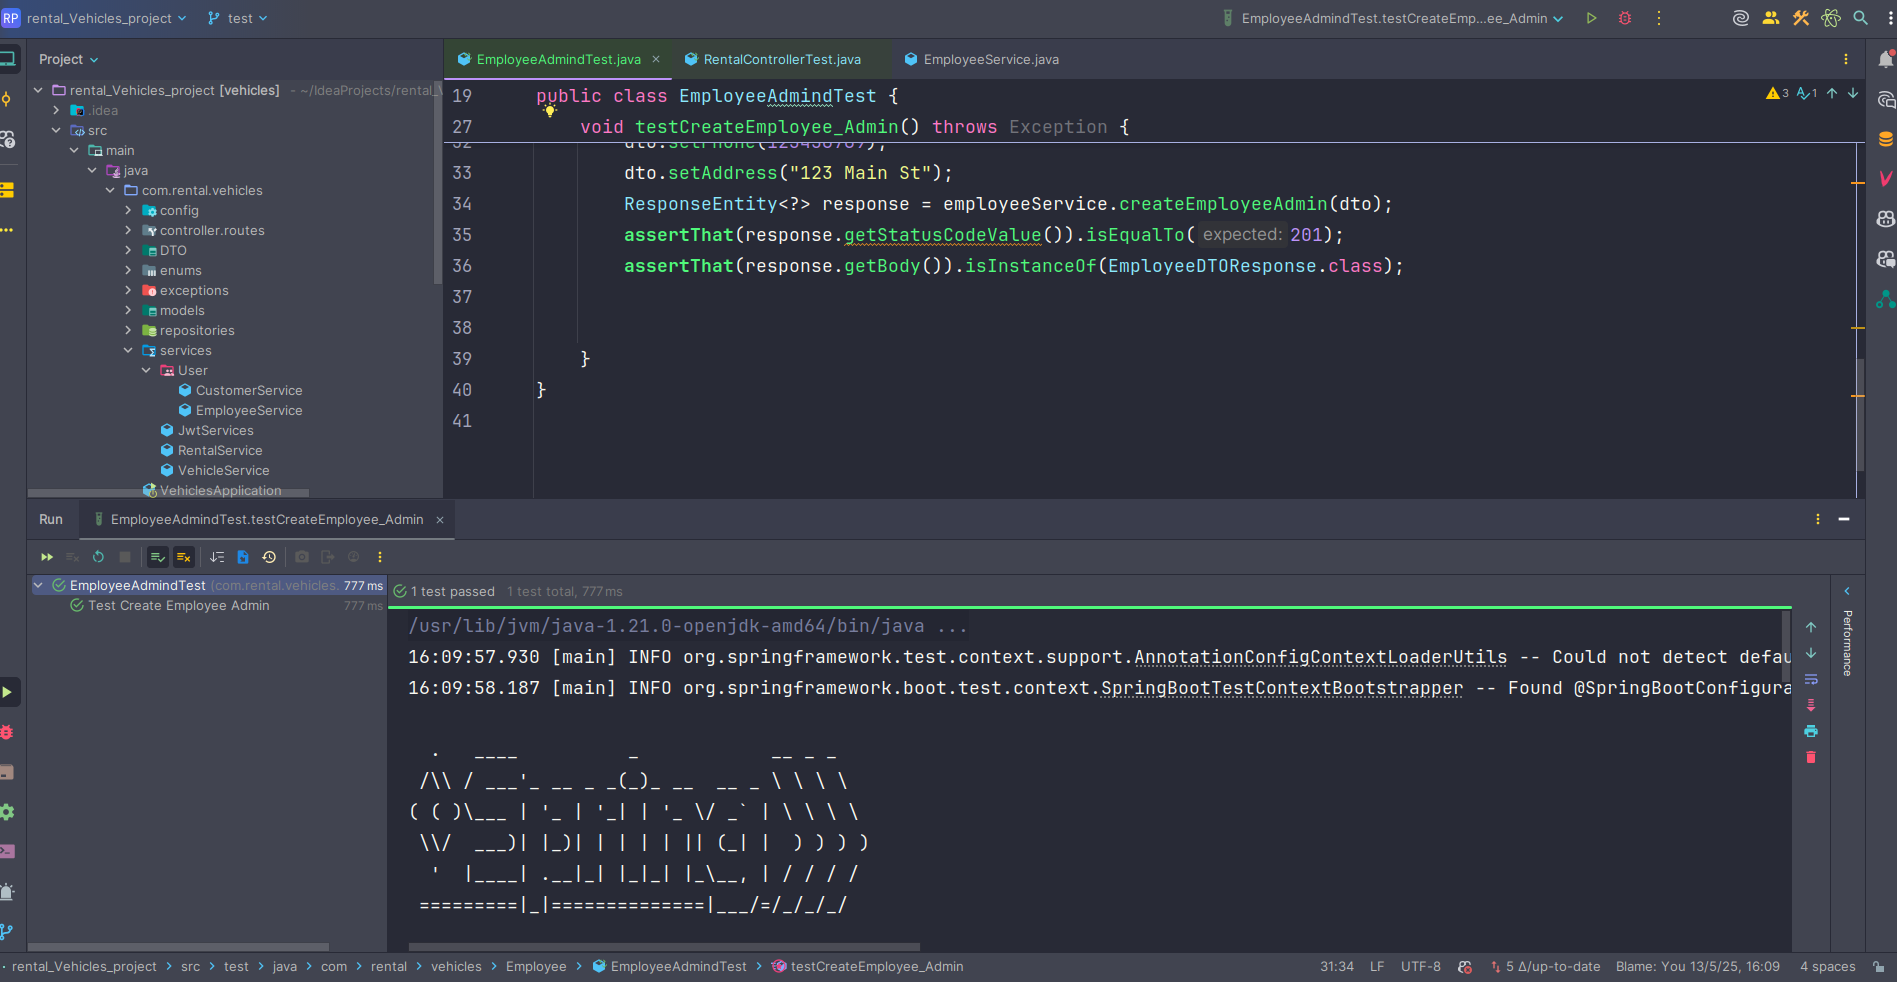 RP rental_Vehicles_project test EmployeeAdmindTest.testCreateEmp...ee_Admin
Project
EmployeeAdmindTest.java
RentalControllerTest.java
EmployeeService.java
rental_Vehicles_project [vehicles] - ~/IdeaProjects/rental_V
.idea
src
main
java
com.rental.vehicles
config
controller.routes
DTO
enums
exceptions
models
repositories
services
User
CustomerService
EmployeeService
JwtServices
RentalService
VehicleService
VehiclesApplication
3 1
19 public class EmployeeAdmindTest {
27 void testCreateEmployee_Admin() throws Exception {
33 dto.setAddress("123 Main St");
34 ResponseEntity<?> response = employeeService.createEmployeeAdmin(dto);
35 assertThat(response.getStatusCodeValue()).isEqualTo( expected: 201);
36 assertThat(response.getBody()).isInstanceOf(EmployeeDTOResponse.class);
37
38
39 }
40 }
41
Run EmployeeAdmindTest.testCreateEmployee_Admin
EmployeeAdmindTest (com.rental.vehicles. 777 ms
Test Create Employee Admin 777 ms
1 test passed 1 test total, 777 ms
/usr/lib/jvm/java-1.21.0-openjdk-amd64/bin/java ...
16:09:57.930 [main] INFO org.springframework.test.context.support.AnnotationConfigContextLoaderUtils -- Could not detect defau
16:09:58.187 [main] INFO org.springframework.boot.test.context.SpringBootTestContextBootstrapper -- Found @SpringBootConfigura
  .   ____          _            __ _ _
 /\\ / ___'_ __ _ _(_)_ __  __ _ \ \ \ \
( ( )\___ | '_ | '_| | '_ \/ _` | \ \ \ \
 \\/  ___)| |_)| | | | | || (_| |  ) ) ) )
  '  |____| .__|_| |_|_| |_\__, | / / / /
 =========|_|==============|___/=/_/_/_/
Performance
rental_Vehicles_project > src > test > java > com > rental > vehicles > Employee > EmployeeAdmindTest > testCreateEmployee_Admin
31:34 LF UTF-8 5 Δ/up-to-date Blame: You 13/5/25, 16:09 4 spaces